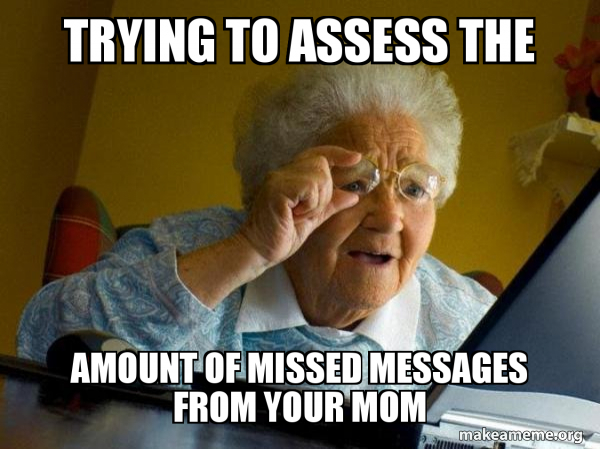 TRYING TO ASSESS THE
AMOUNT OF MISSED MESSAGES
FROM YOUR MOM
makeameme.org